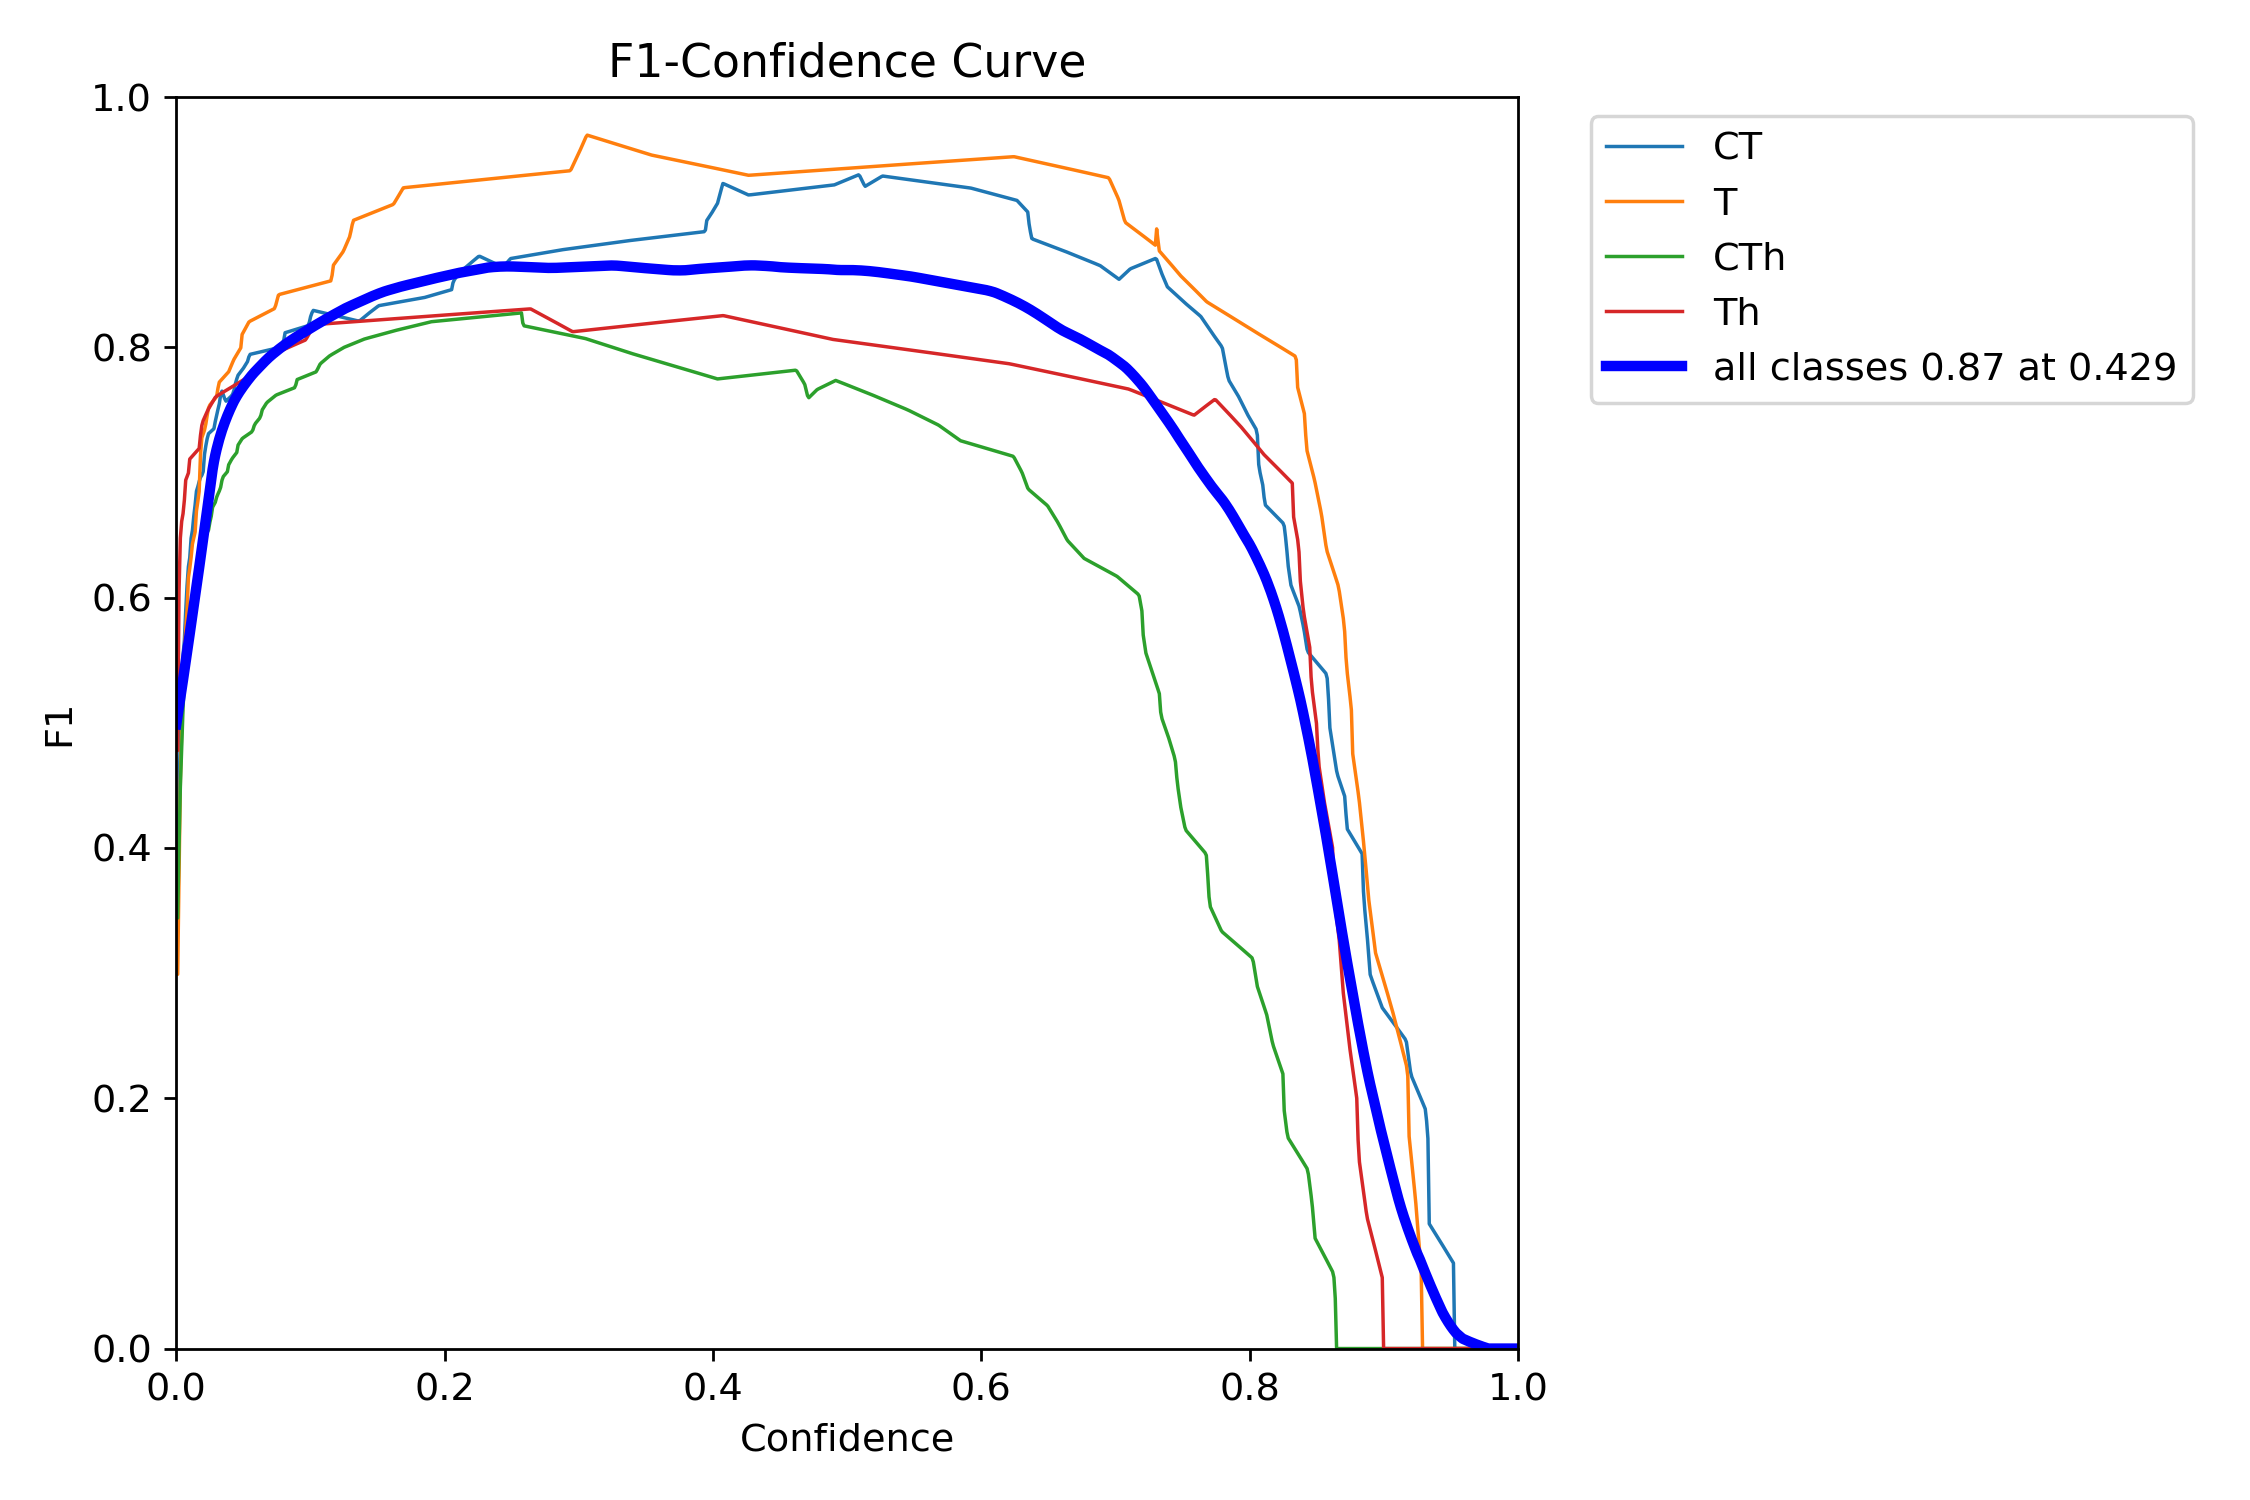 F1-Confidence Curve
1.0
0.8
0.6
0.4
0.2
0.0
F1
0.0 0.2 0.4 0.6 0.8 1.0
Confidence
CT
T
CTh
Th
all classes 0.87 at 0.429